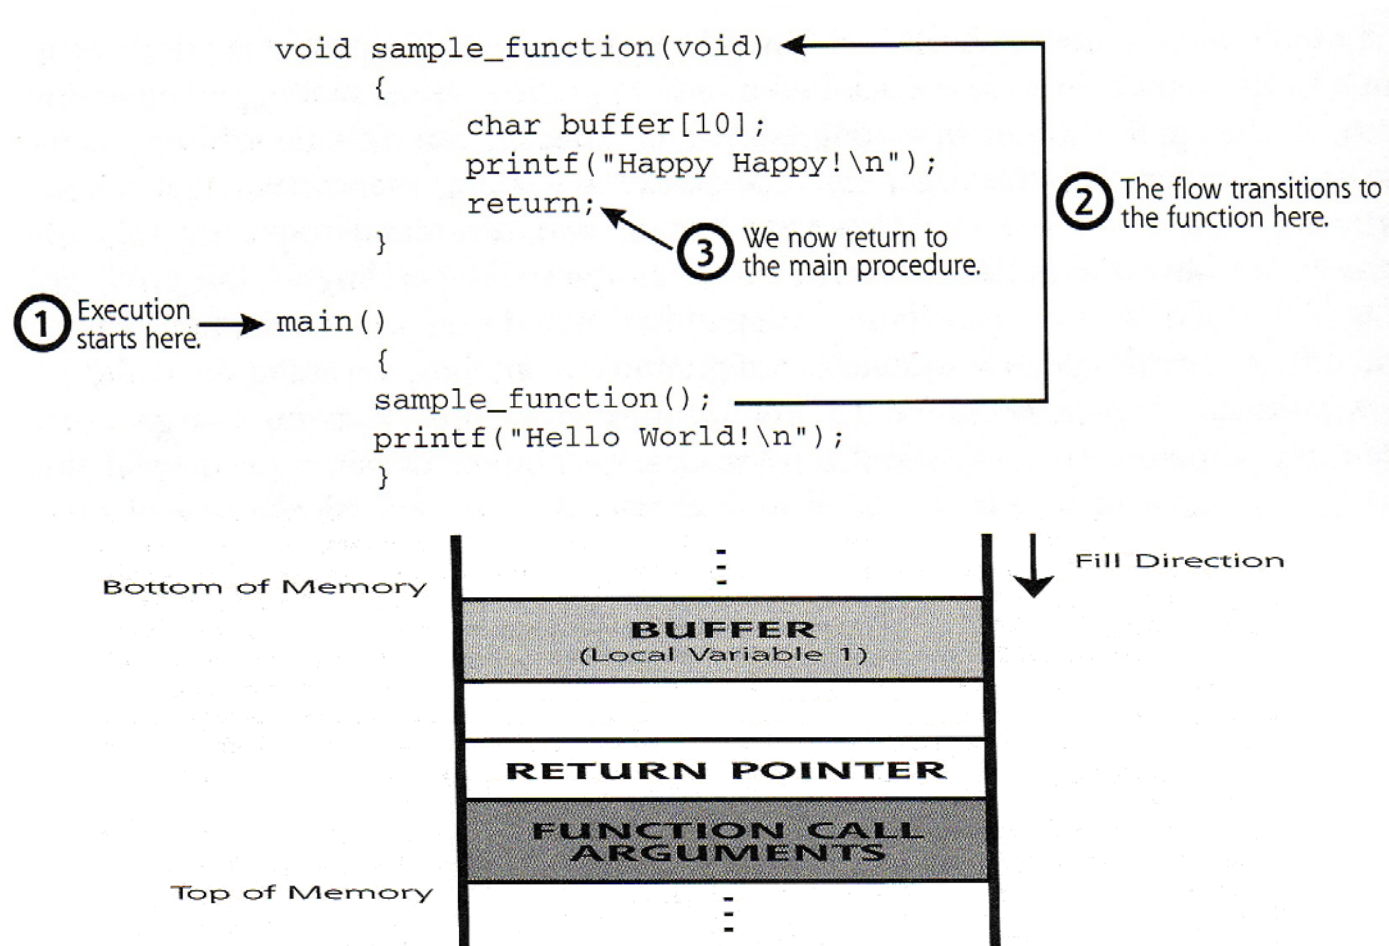 void sample_function(void)
{
char buffer[10];
printf("Happy Happy!\n");
return;
}
3 We now return to
the main procedure.
2 The flow transitions to
the function here.
1 Execution
starts here.
main()
{
sample_function();
printf("Hello World!\n");
}
Bottom of Memory
Fill Direction
BUFFER
(Local Variable 1)
RETURN POINTER
FUNCTION CALL
ARGUMENTS
Top of Memory